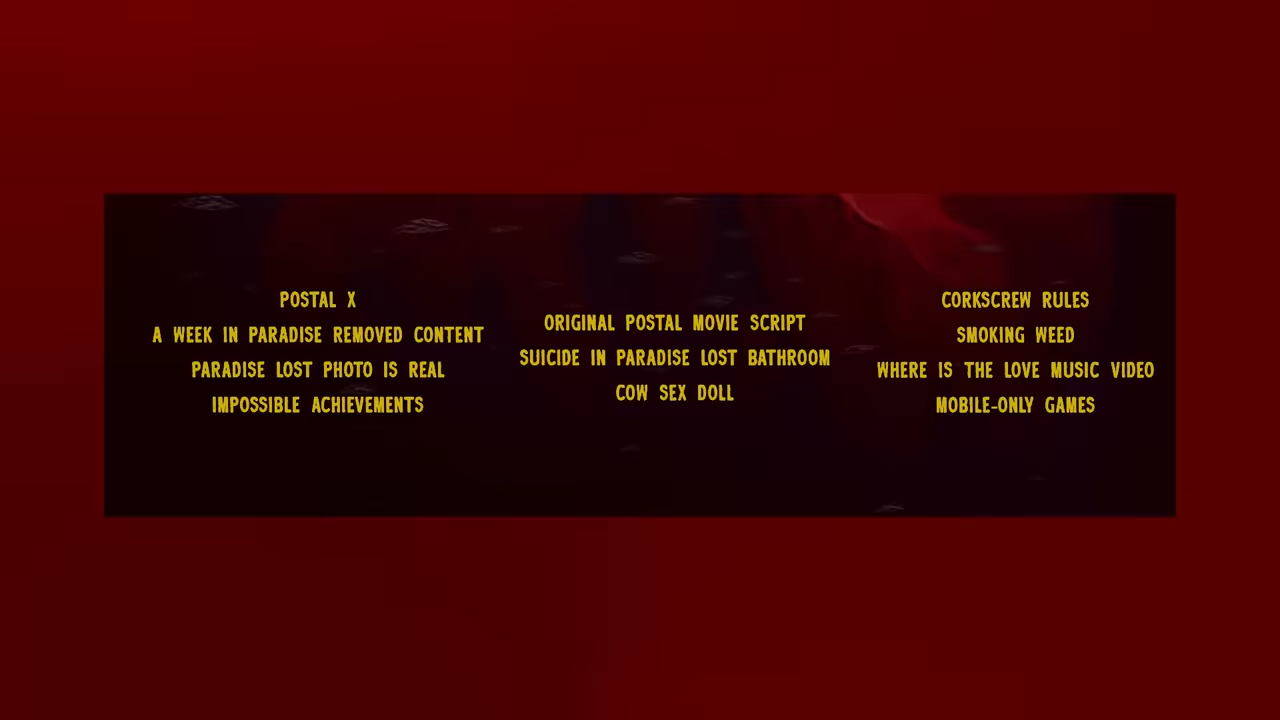 POSTAL X
A WEEK IN PARADISE REMOVED CONTENT
PARADISE LOST PHOTO IS REAL
IMPOSSIBLE ACHIEVEMENTS
ORIGINAL POSTAL MOVIE SCRIPT
SUICIDE IN PARADISE LOST BATHROOM
COW SEX DOLL
CORKSCREW RULES
SMOKING WEED
WHERE IS THE LOVE MUSIC VIDEO
MOBILE-ONLY GAMES